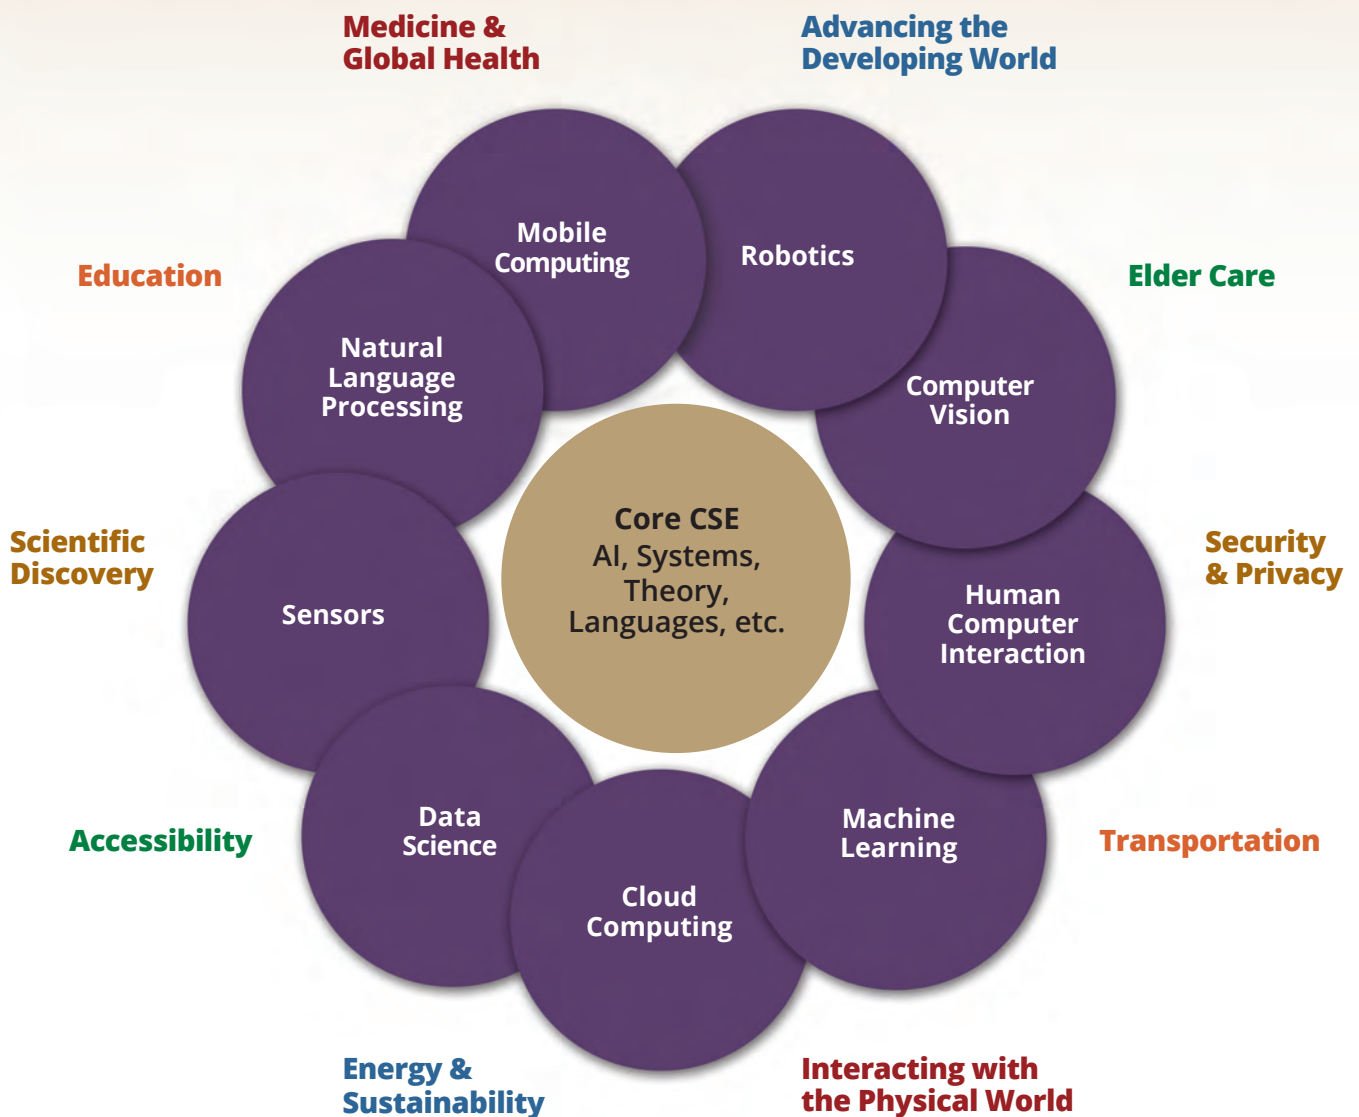 Medicine &
Global Health
Advancing the
Developing World
Mobile
Computing
Robotics
Education
Elder Care
Natural
Language
Processing
Computer
Vision
Core CSE
AI, Systems,
Theory,
Languages, etc.
Scientific
Discovery
Security
& Privacy
Sensors
Human
Computer
Interaction
Data
Science
Machine
Learning
Accessibility
Transportation
Cloud
Computing
Energy &
Sustainability
Interacting with
the Physical World